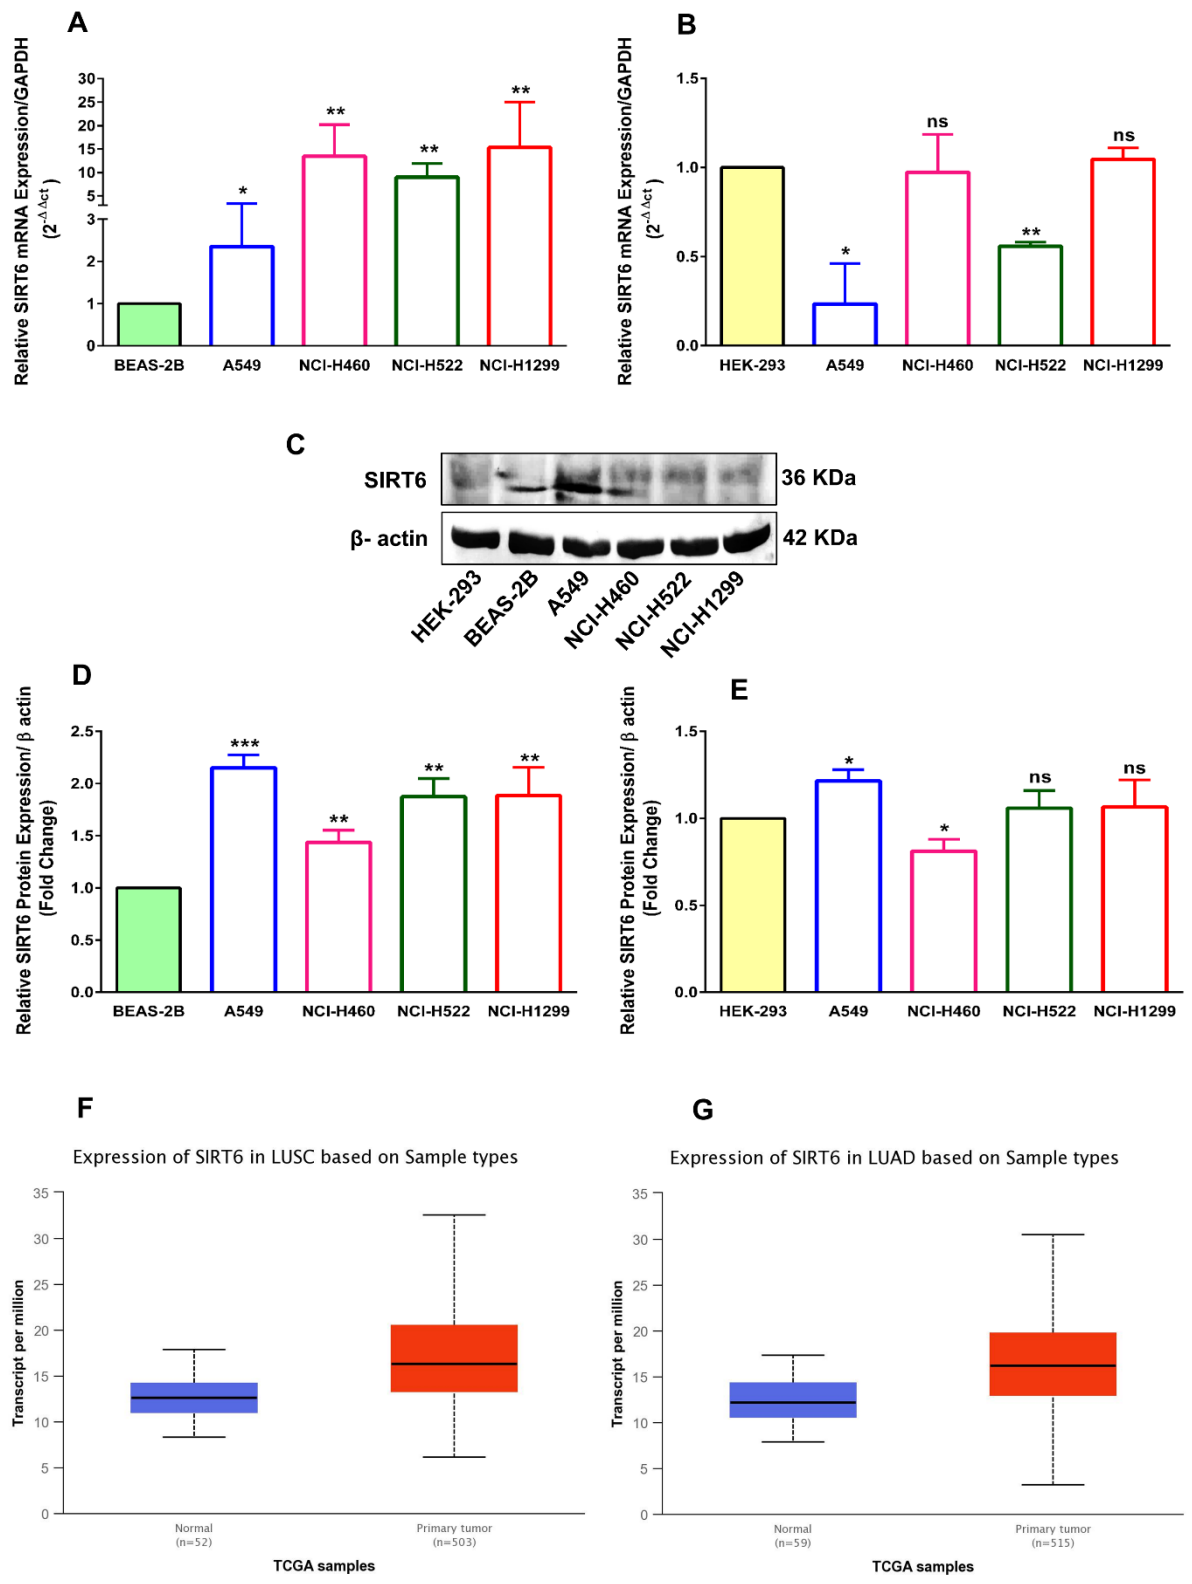 A
Relative SIRT6 mRNA Expression/GAPDH
(2^-Δ Δct )
30
25
20
15
10
5
3
2
1
0
*
**
**
**
BEAS-2B A549 NCI-H460 NCI-H522 NCI-H1299
B
Relative SIRT6 mRNA Expression/GAPDH
(2^-Δ Δct )
1.5
1.0
0.5
0.0
*
ns
**
ns
HEK-293 A549 NCI-H460 NCI-H522 NCI-H1299
C
SIRT6 36 KDa
β- actin 42 KDa
HEK-293
BEAS-2B
A549
NCI-H460
NCI-H522
NCI-H1299
D
Relative SIRT6 Protein Expression/ β actin
(Fold Change)
2.5
2.0
1.5
1.0
0.5
0.0
***
**
**
**
BEAS-2B A549 NCI-H460 NCI-H522 NCI-H1299
E
Relative SIRT6 Protein Expression/ β actin
(Fold Change)
1.5
1.0
0.5
0.0
*
*
ns
ns
HEK-293 A549 NCI-H460 NCI-H522 NCI-H1299
F
Expression of SIRT6 in LUSC based on Sample types
Transcript per million
35
30
25
20
15
10
5
0
Normal
(n=52)
Primary tumor
(n=503)
TCGA samples
G
Expression of SIRT6 in LUAD based on Sample types
Transcript per million
35
30
25
20
15
10
5
0
Normal
(n=59)
Primary tumor
(n=515)
TCGA samples